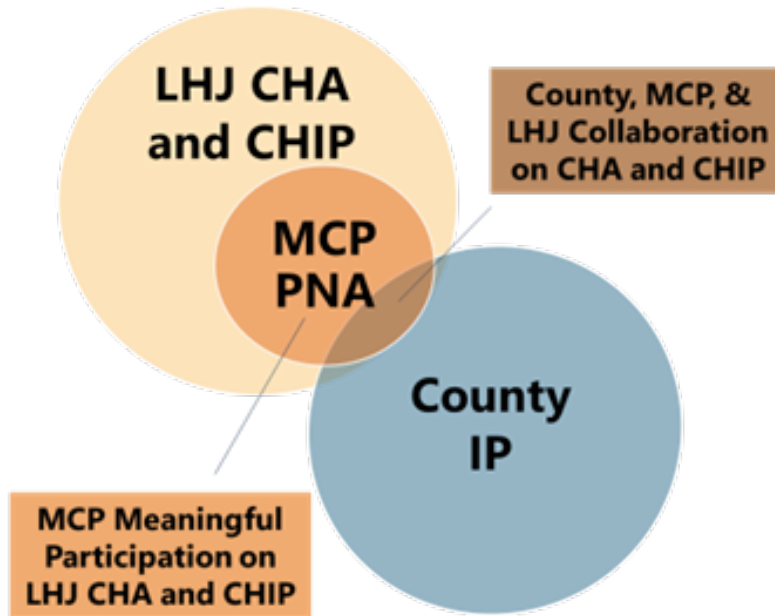 LHJ CHA
and CHIP
County, MCP, &
LHJ Collaboration
on CHA and CHIP
MCP
PNA
County
IP
MCP Meaningful
Participation on
LHJ CHA and CHIP